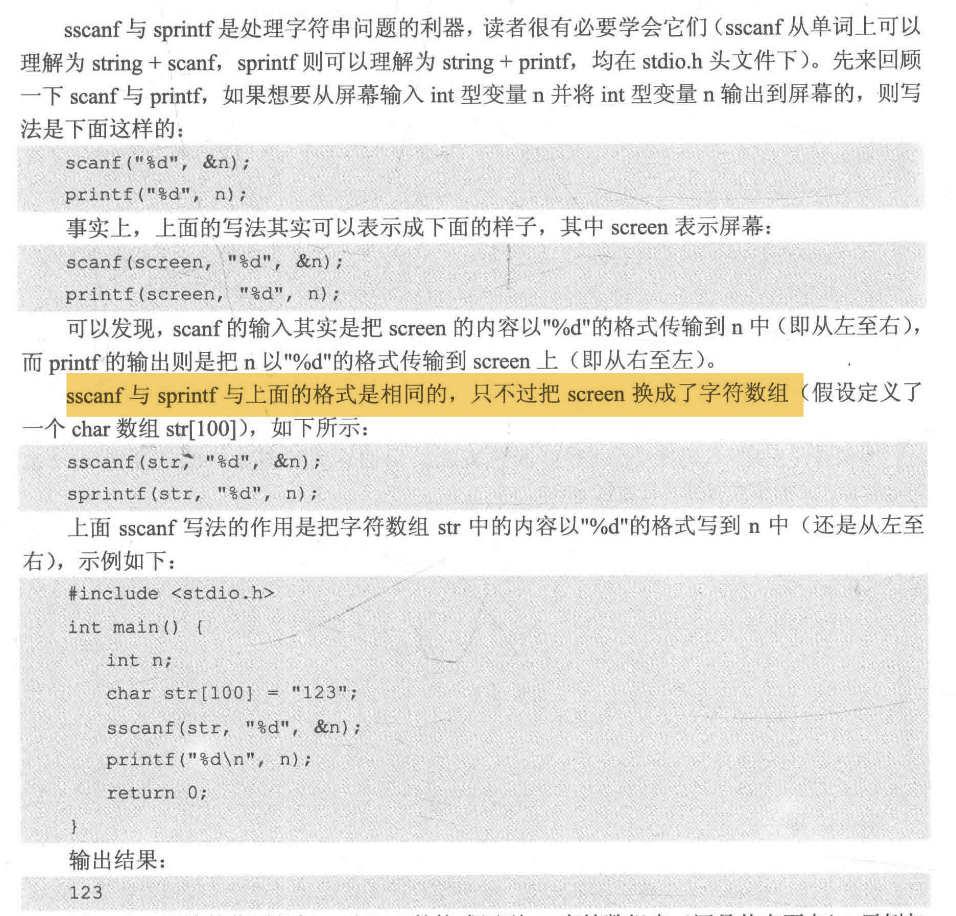 sscanf 与 sprintf 是处理字符串问题的利器，读者很有必要学会它们（sscanf 从单词上可以
理解为 string + scanf，sprintf 则可以理解为 string + printf，均在 stdio.h 头文件下）。先来回顾
一下 scanf 与 printf，如果想要从屏幕输入 int 型变量 n 并将 int 型变量 n 输出到屏幕的，则写
法是下面这样的：
scanf("%d", &n);
printf("%d", n);
事实上，上面的写法其实可以表示成下面的样子，其中 screen 表示屏幕：
scanf(screen, "%d", &n);
printf(screen, "%d", n);
可以发现，scanf 的输入其实是把 screen 的内容以"%d"的格式传输到 n 中（即从左至右），
而 printf 的输出则是把 n 以"%d"的格式传输到 screen 上（即从右至左）。
sscanf 与 sprintf 与上面的格式是相同的，只不过把 screen 换成了字符数组（假设定义了
一个 char 数组 str[100]），如下所示：
sscanf(str, "%d", &n);
sprintf(str, "%d", n);
上面 sscanf 写法的作用是把字符数组 str 中的内容以"%d"的格式写到 n 中（还是从左至
右），示例如下：
#include <stdio.h>
int main() {
int n;
char str[100] = "123";
sscanf(str, "%d", &n);
printf("%d\n", n);
return 0;
}
输出结果：
123